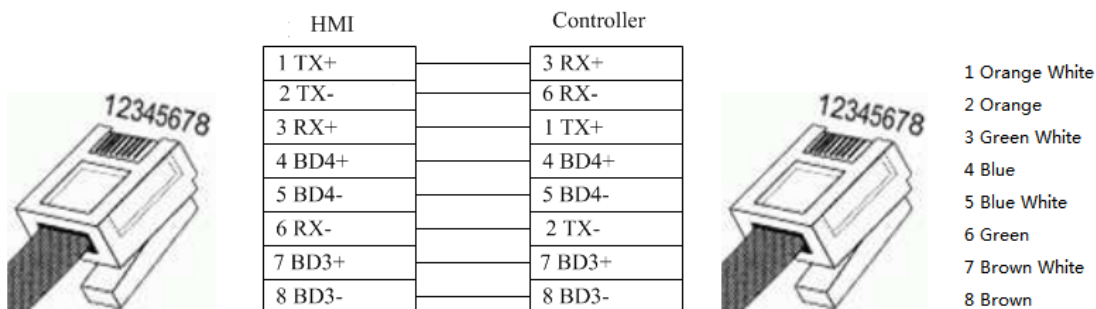 HMI
Controller
1 TX+
3 RX+
2 TX-
6 RX-
3 RX+
1 TX+
4 BD4+
4 BD4+
5 BD4-
5 BD4-
6 RX-
2 TX-
7 BD3+
7 BD3+
8 BD3-
8 BD3-
12345678
12345678
1 Orange White
2 Orange
3 Green White
4 Blue
5 Blue White
6 Green
7 Brown White
8 Brown